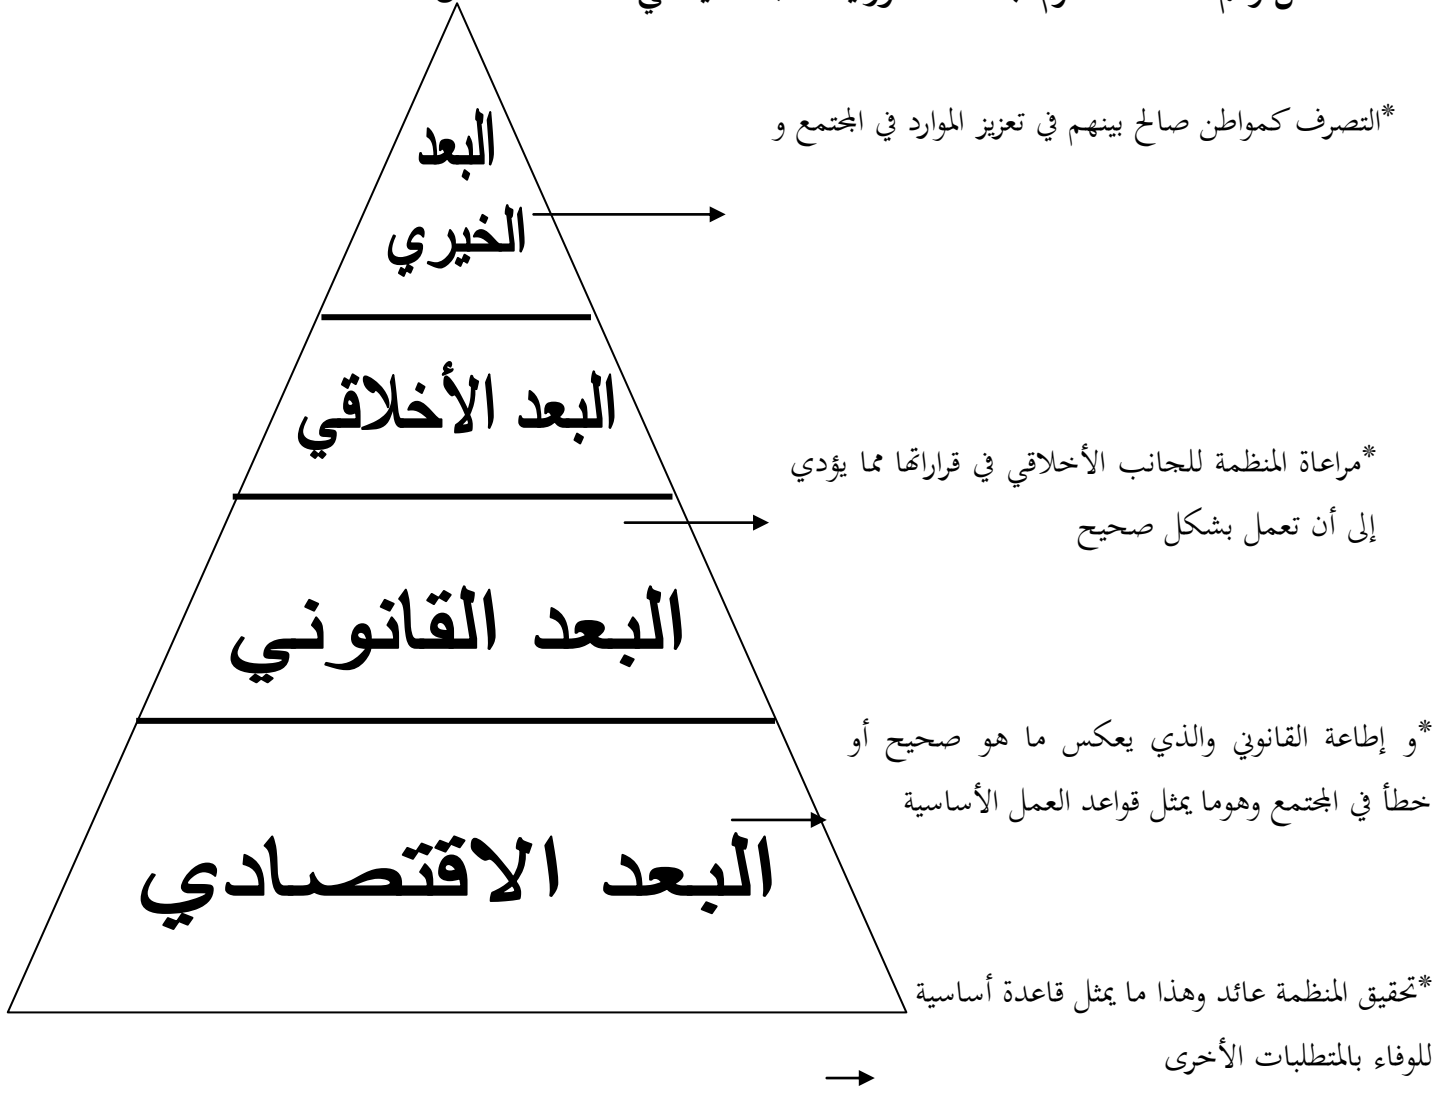 *التصرف كمواطن صالح بينهم في تعزيز الموارد في المجتمع و
البعد
الخيري
البعد الأخلاقي
*مراعاة المنظمة للجانب الأخلاقي في قراراتها مما يؤدي
إلى أن تعمل بشكل صحيح
البعد القانوني
*و إطاعة القانوني والذي يعكس ما هو صحيح أو
خطأ في المجتمع وهوما يمثل قواعد العمل الأساسية
البعد الاقتصادي
*تحقيق المنظمة عائد وهذا ما يمثل قاعدة أساسية
للوفاء بالمتطلبات الأخرى